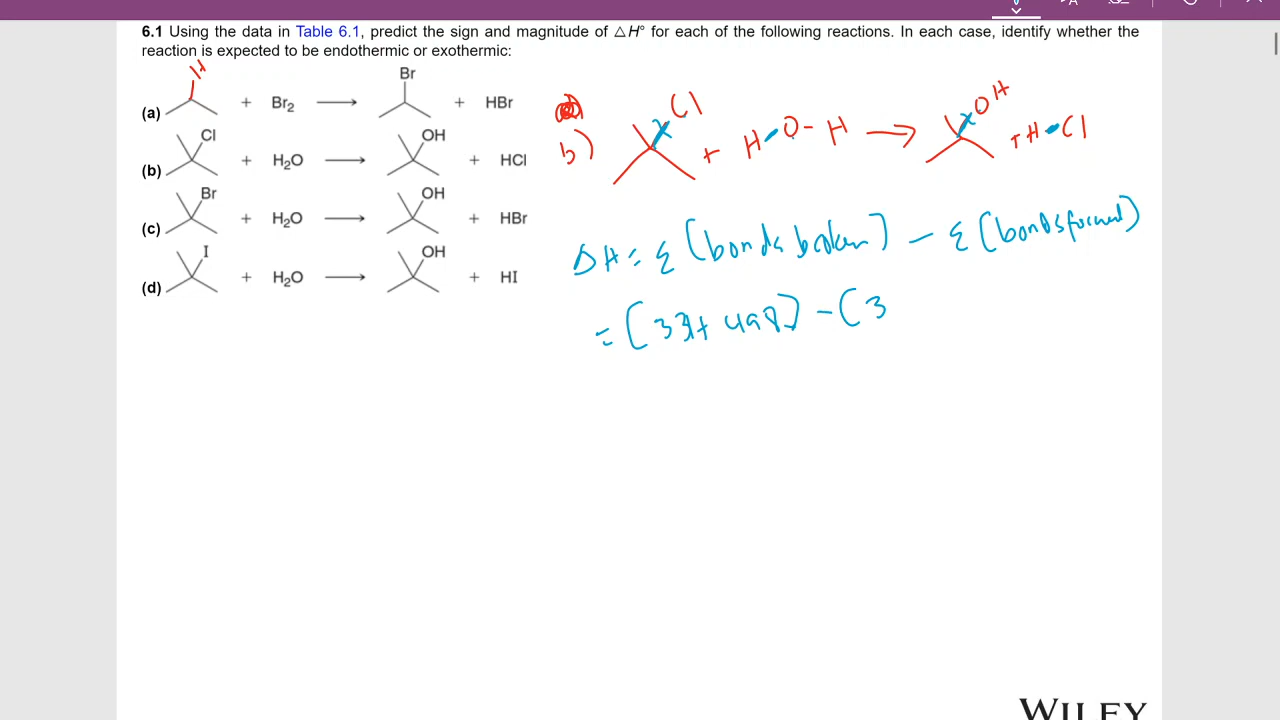 6.1 Using the data in Table 6.1, predict the sign and magnitude of △H° for each of the following reactions. In each case, identify whether the
reaction is expected to be endothermic or exothermic:
H
(a) + Br₂ ⟶ Br + HBr
(b) Cl + H₂O ⟶ OH + HCl
(c) Br + H₂O ⟶ OH + HBr
(d) I + H₂O ⟶ OH + HI
b) Cl + H-O-H → OH + H-Cl
ΔH = Σ (bonds broken) - Σ (bonds formed)
= (331+ 498) - (3
WILEY